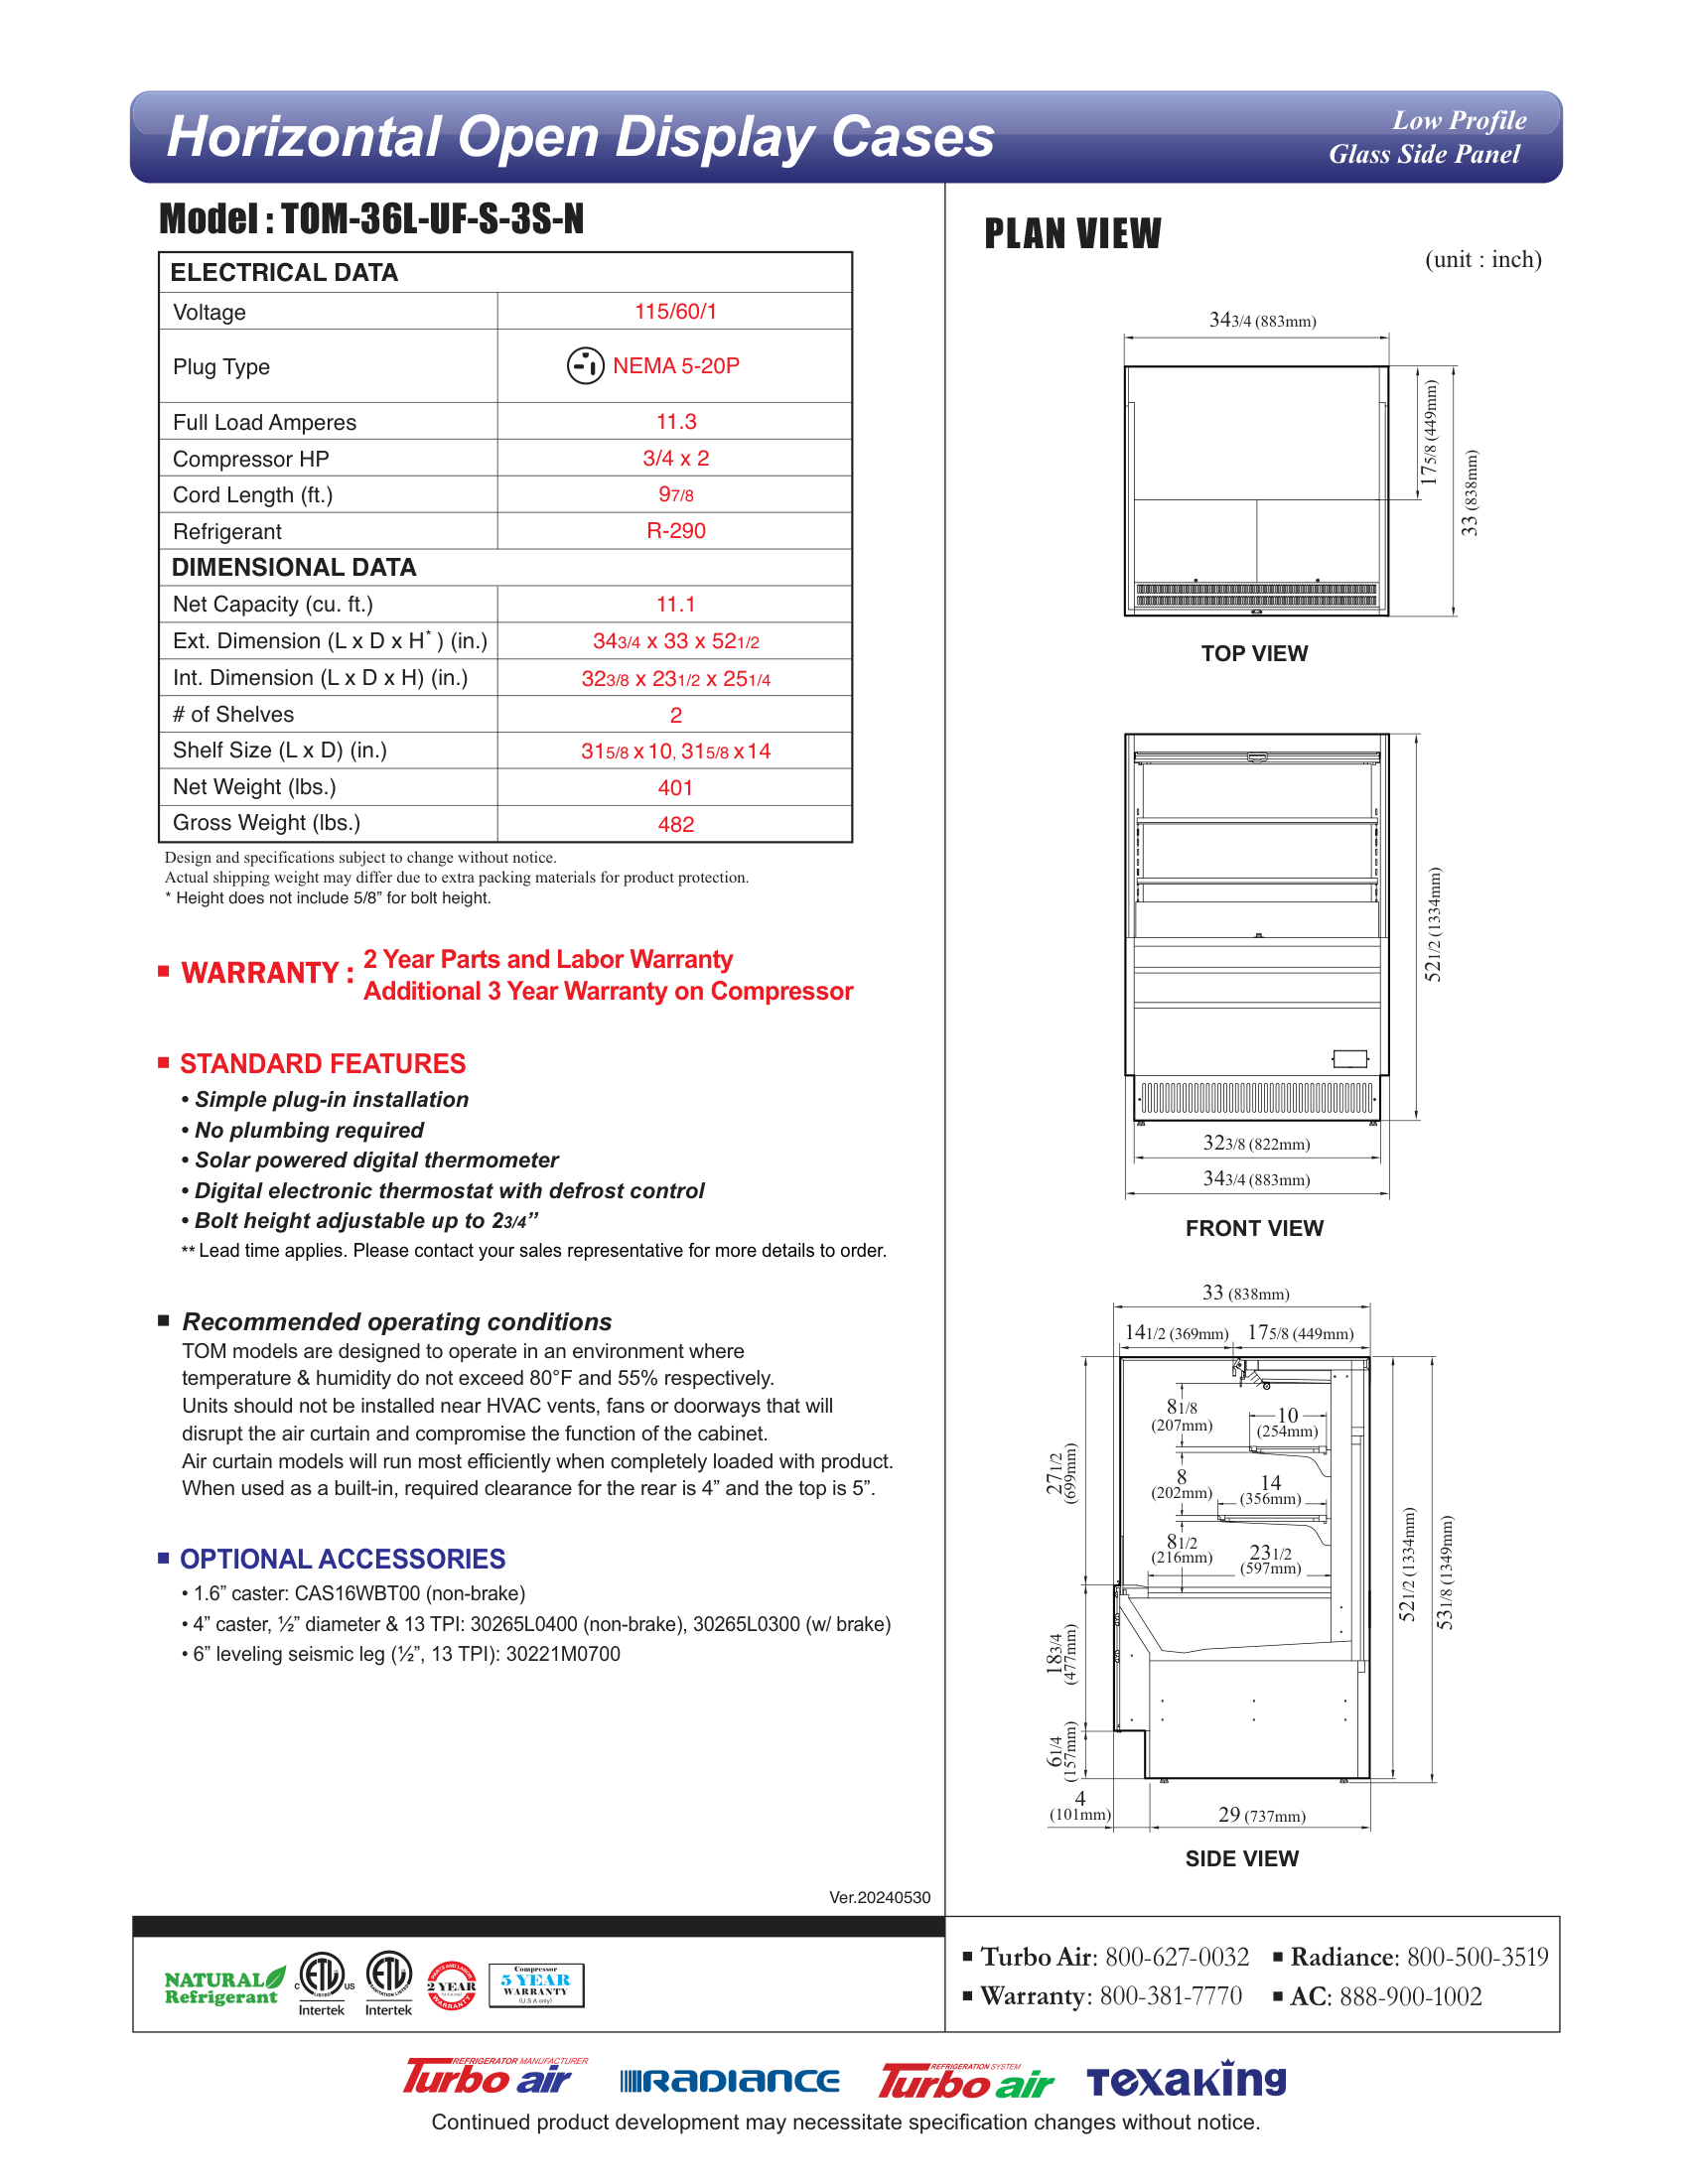 Horizontal Open Display Cases
Low Profile
Glass Side Panel
Model : TOM-36L-UF-S-3S-N
ELECTRICAL DATA
Voltage 115/60/1
Plug Type NEMA 5-20P
Full Load Amperes 11.3
Compressor HP 3/4 x 2
Cord Length (ft.) 97/8
Refrigerant R-290
DIMENSIONAL DATA
Net Capacity (cu. ft.) 11.1
Ext. Dimension (L x D x H* ) (in.) 343/4 x 33 x 521/2
Int. Dimension (L x D x H) (in.) 323/8 x 231/2 x 251/4
# of Shelves 2
Shelf Size (L x D) (in.) 315/8 x 10, 315/8 x 14
Net Weight (lbs.) 401
Gross Weight (lbs.) 482
Design and specifications subject to change without notice.
Actual shipping weight may differ due to extra packing materials for product protection.
* Height does not include 5/8” for bolt height.
WARRANTY : 2 Year Parts and Labor Warranty
Additional 3 Year Warranty on Compressor
STANDARD FEATURES
• Simple plug-in installation
• No plumbing required
• Solar powered digital thermometer
• Digital electronic thermostat with defrost control
• Bolt height adjustable up to 23/4”
** Lead time applies. Please contact your sales representative for more details to order.
Recommended operating conditions
TOM models are designed to operate in an environment where
temperature & humidity do not exceed 80°F and 55% respectively.
Units should not be installed near HVAC vents, fans or doorways that will
disrupt the air curtain and compromise the function of the cabinet.
Air curtain models will run most efficiently when completely loaded with product.
When used as a built-in, required clearance for the rear is 4” and the top is 5”.
OPTIONAL ACCESSORIES
• 1.6” caster: CAS16WBT00 (non-brake)
• 4” caster, ½” diameter & 13 TPI: 30265L0400 (non-brake), 30265L0300 (w/ brake)
• 6” leveling seismic leg (½”, 13 TPI): 30221M0700
Ver.20240530
PLAN VIEW
(unit : inch)
343/4 (883mm)
175/8 (449mm)
33 (838mm)
TOP VIEW
521/2 (1334mm)
323/8 (822mm)
343/4 (883mm)
FRONT VIEW
33 (838mm)
141/2 (369mm) 175/8 (449mm)
81/8
(207mm)
10
(254mm)
271/2
(699mm)
8
(202mm)
14
(356mm)
81/2
(216mm)
231/2
(597mm)
521/2 (1334mm)
531/8 (1349mm)
183/4
(477mm)
61/4
(157mm)
4
(101mm)
29 (737mm)
SIDE VIEW
NATURAL
Refrigerant
C ETL US
LISTED
Intertek
ETL
SANITATION LISTED
Intertek
PARTS AND LABOR
2 YEAR
WARRANTY
Compressor
5 YEAR
WARRANTY
(U.S.A only)
Turbo Air: 800-627-0032
Radiance: 800-500-3519
Warranty: 800-381-7770
AC: 888-900-1002
REFRIGERATOR MANUFACTURER
Turbo air
RADIANCE
REFRIGERATION SYSTEM
Turbo air
Texaking
Continued product development may necessitate specification changes without notice.